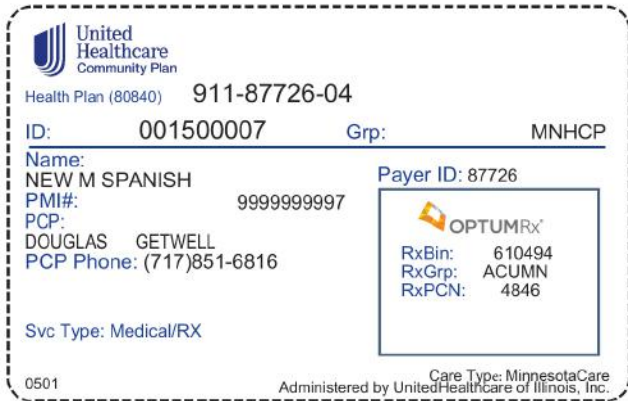 United
Healthcare
Community Plan
Health Plan (80840) 911-87726-04
ID: 001500007 Grp: MNHCP
Name:
NEW M SPANISH
PMI#: 9999999997
PCP:
DOUGLAS GETWELL
PCP Phone: (717)851-6816
Payer ID: 87726
OPTUMRx®
RxBin: 610494
RxGrp: ACUMN
RxPCN: 4846
Svc Type: Medical/RX
Care Type: MinnesotaCare
0501 Administered by UnitedHealthcare of Illinois, Inc.